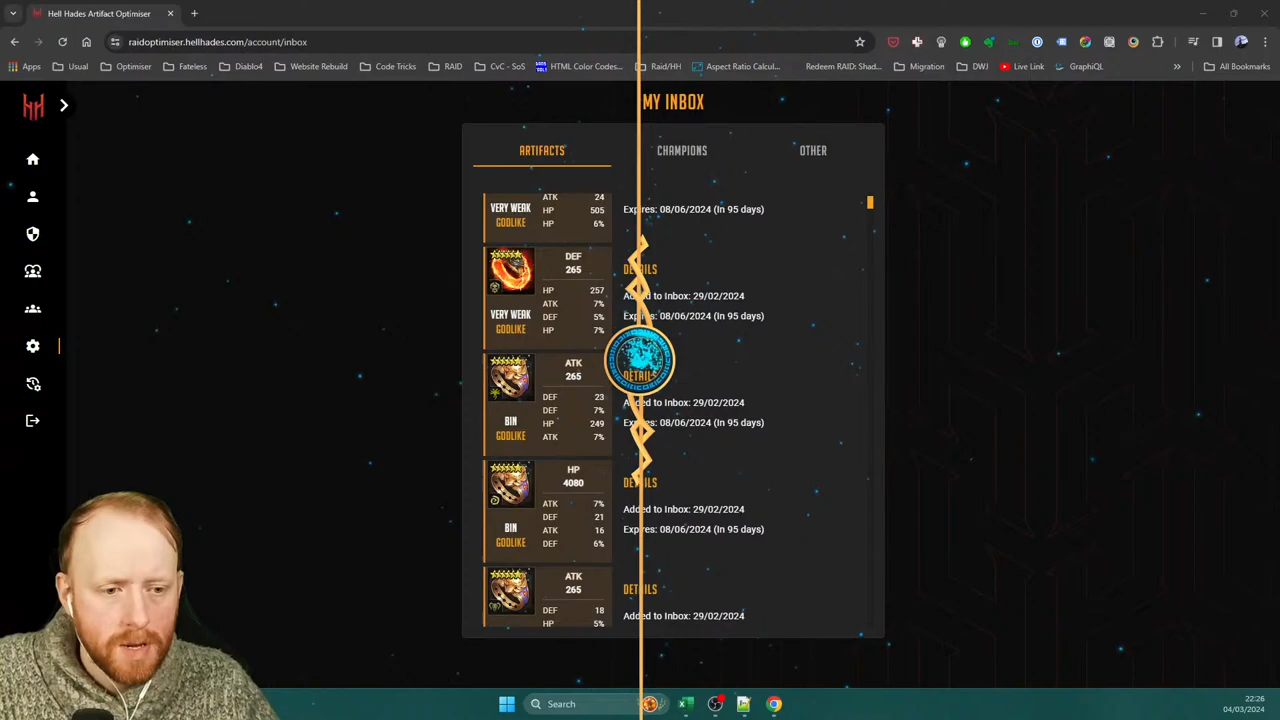 Hell Hades Artifact Optimiser
raidoptimiser.hellhades.com/account/inbox
Apps Usual Optimiser Fateless Diablo4 Website Rebuild Code Tricks RAID CvC - SoS HTML Color Codes... Raid/HH Aspect Ratio Calcul... Redeem RAID: Shad... Migration DWJ Live Link GraphiQL » All Bookmarks
MY INBOX
ARTIFACTS CHAMPIONS OTHER
ATK 24
VERY WEAK HP 505 Expires: 08/06/2024 (In 95 days)
GODLIKE HP 6%
DEF
265 DETAILS
HP 257 Added to Inbox: 29/02/2024
ATK 7%
VERY WEAK DEF 5% Expires: 08/06/2024 (In 95 days)
GODLIKE HP 7%
ATK
265 DETAILS
DEF 23 Added to Inbox: 29/02/2024
DEF 7%
BIN HP 249 Expires: 08/06/2024 (In 95 days)
GODLIKE ATK 7%
HP
4080 DETAILS
ATK 7% Added to Inbox: 29/02/2024
DEF 21
BIN ATK 16 Expires: 08/06/2024 (In 95 days)
GODLIKE DEF 6%
ATK
265 DETAILS
DEF 18 Added to Inbox: 29/02/2024
HP 5%
Search
22:26
04/03/2024